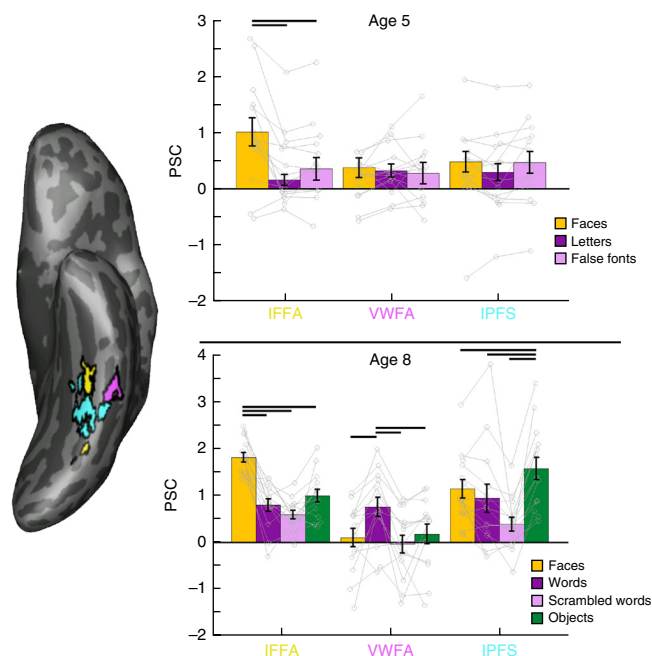 Age 5
3
2
1
0
–1
–2
PSC
Faces
Letters
False fonts
lFFA VWFA lPFS
Age 8
4
3
2
1
0
–1
–2
PSC
Faces
Words
Scrambled words
Objects
lFFA VWFA lPFS